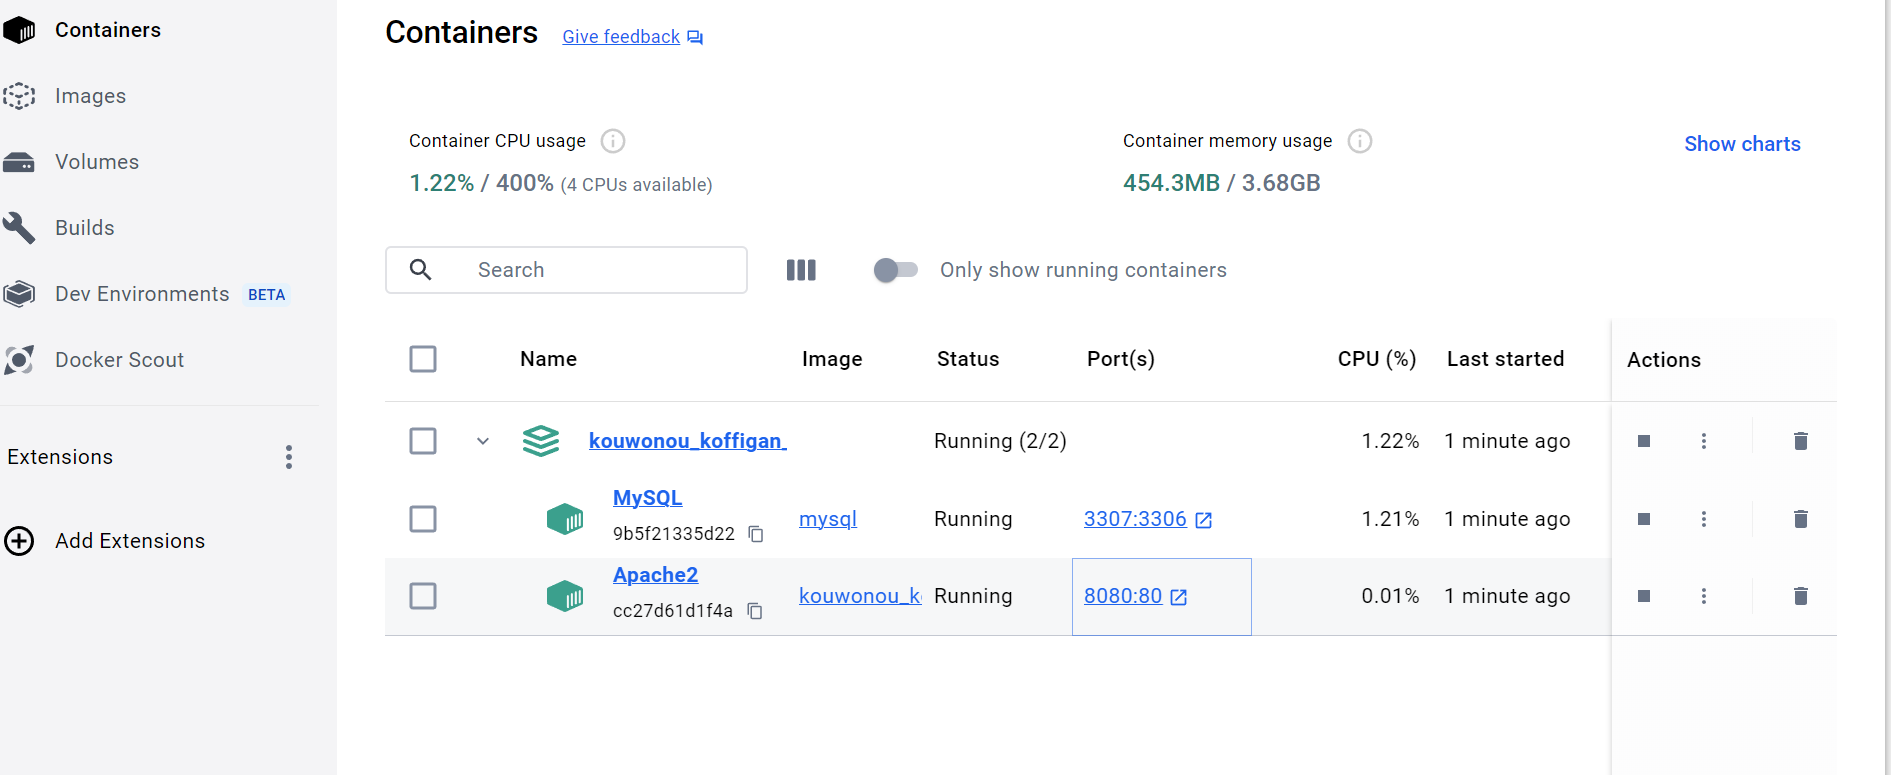 Containers
Images
Volumes
Builds
Dev Environments BETA
Docker Scout
Extensions
Add Extensions
Containers Give feedback
Container CPU usage
1.22% / 400% (4 CPUs available)
Container memory usage
454.3MB / 3.68GB
Show charts
Search
Only show running containers
Name Image Status Port(s) CPU (%) Last started Actions
kouwonou_koffigan_ Running (2/2) 1.22% 1 minute ago
MySQL
9b5f21335d22
mysql Running 3307:3306 1.21% 1 minute ago
Apache2
cc27d61d1f4a
kouwonou_k Running 8080:80 0.01% 1 minute ago